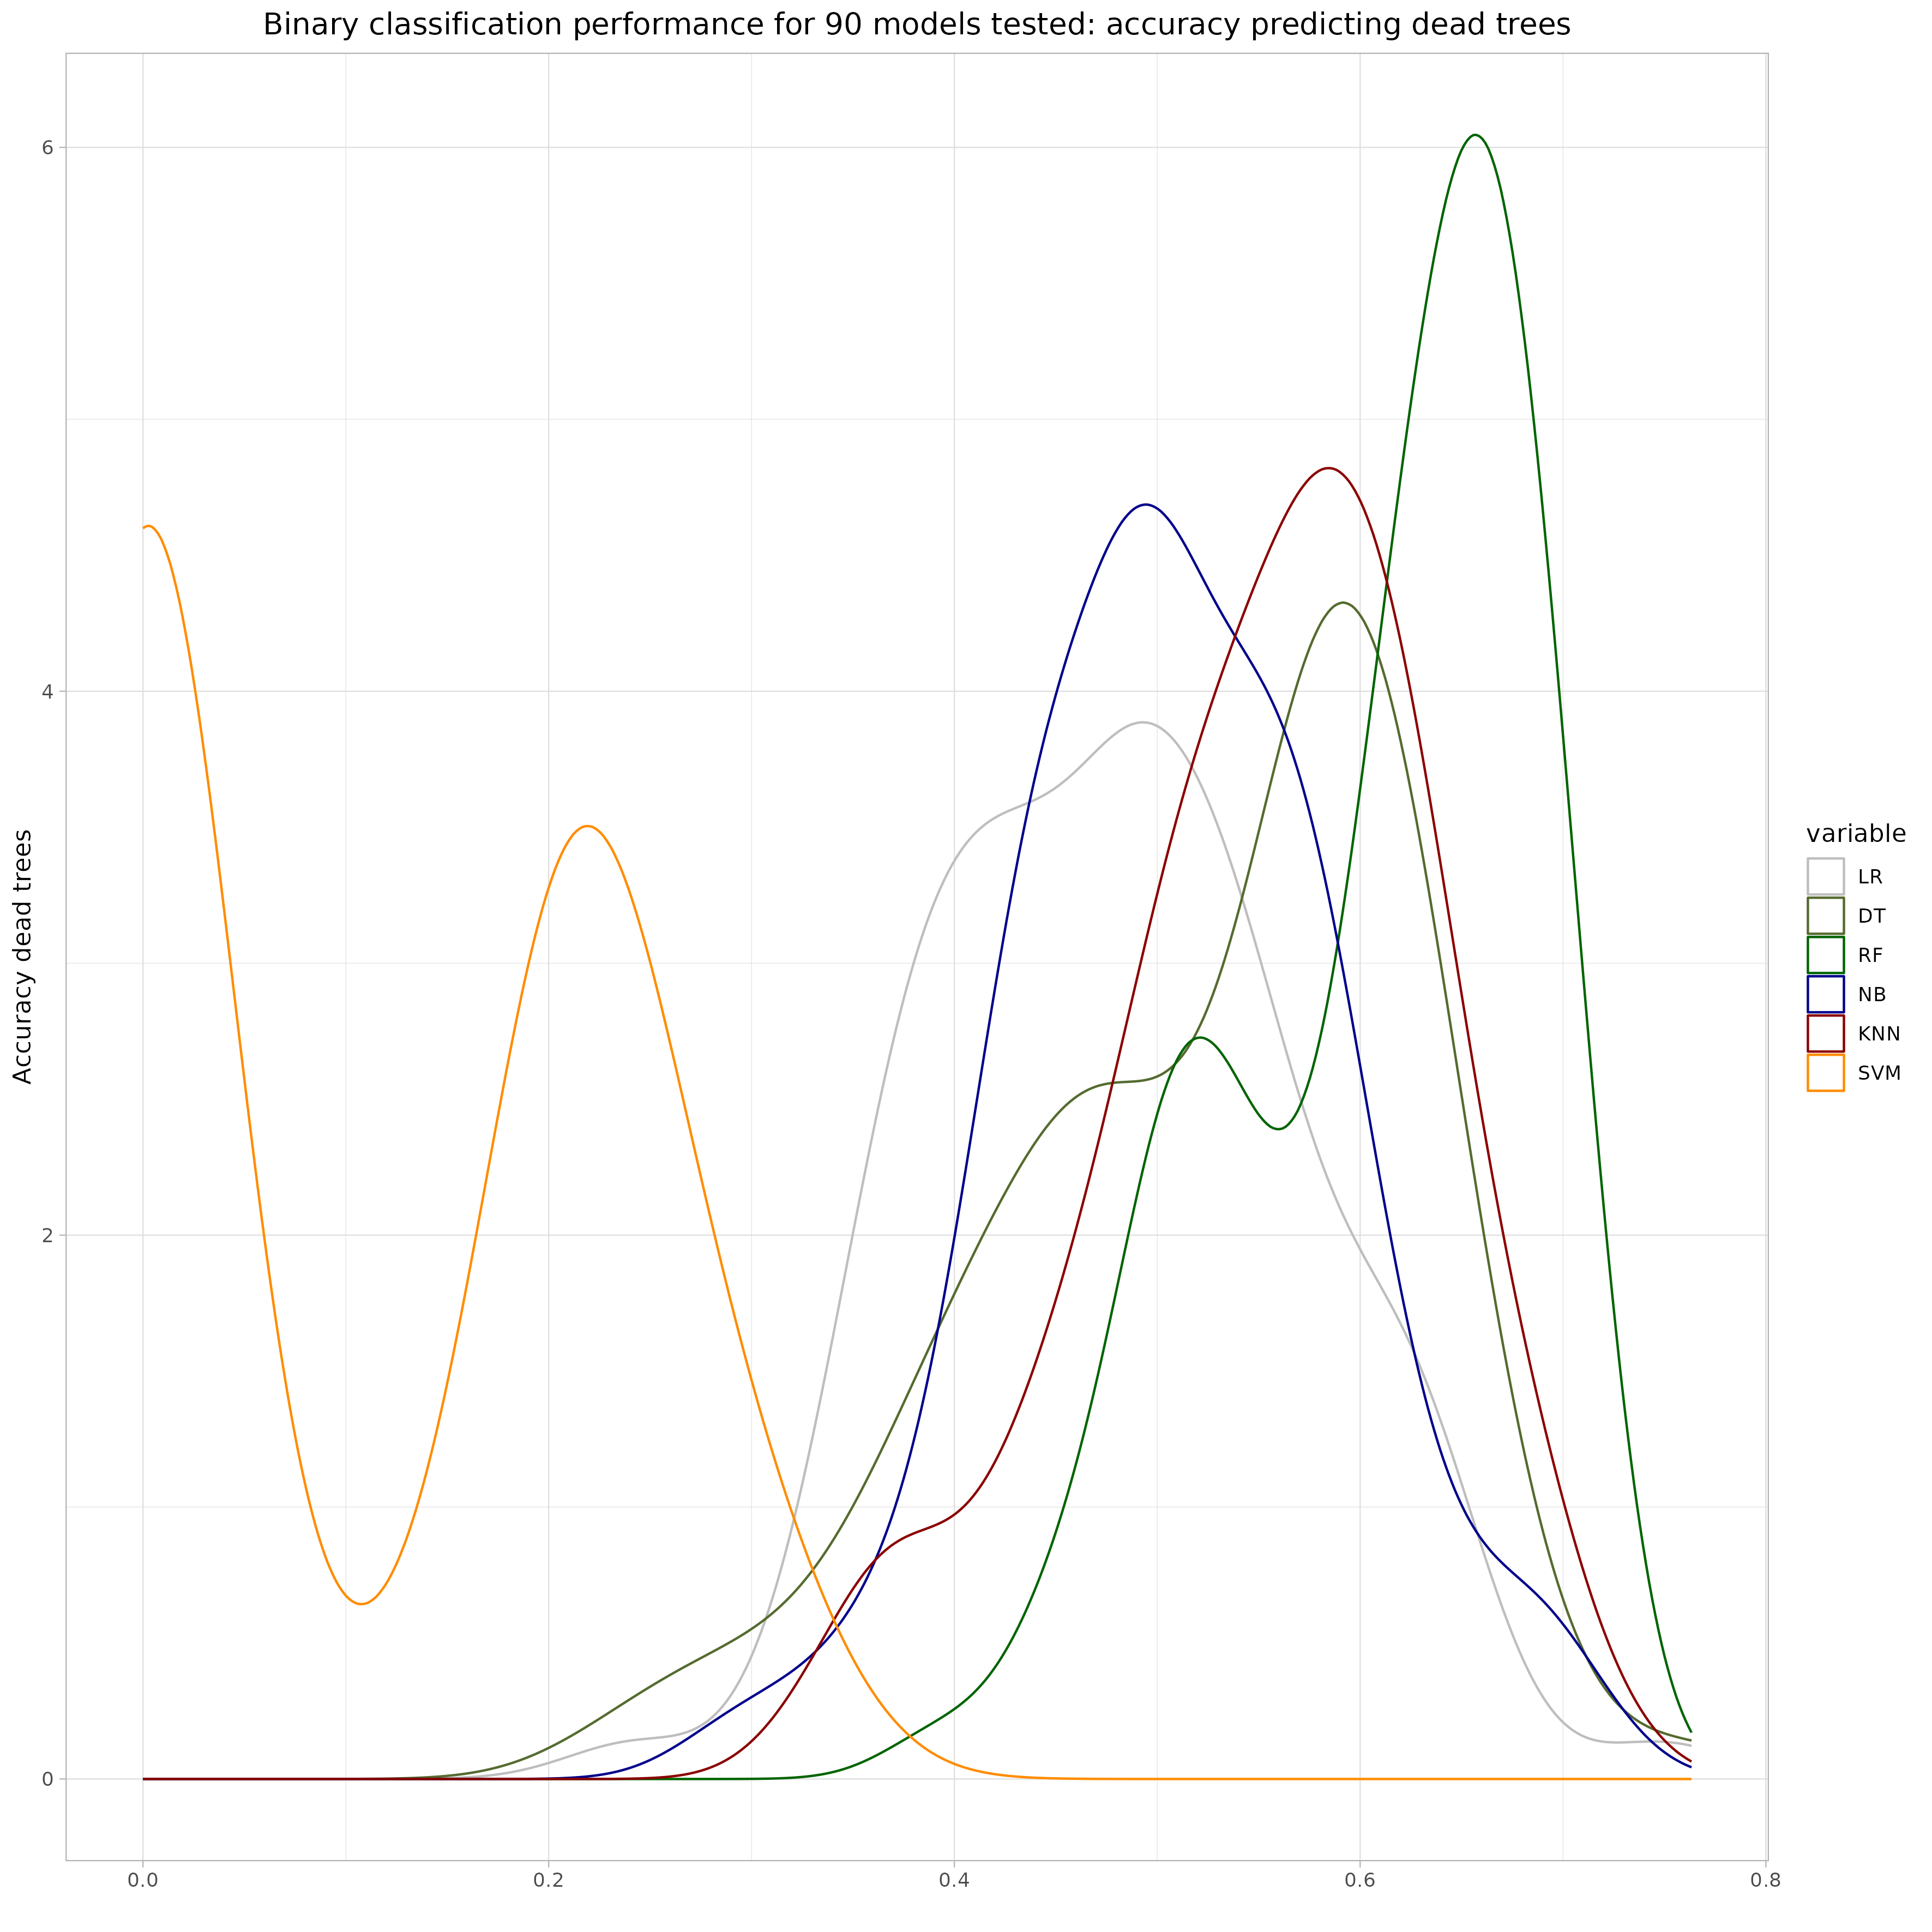 Binary classification performance for 90 models tested: accuracy predicting dead trees
6
4
2
0
Accuracy dead trees
0.0
0.2
0.4
0.6
0.8
variable
LR
DT
RF
NB
KNN
SVM